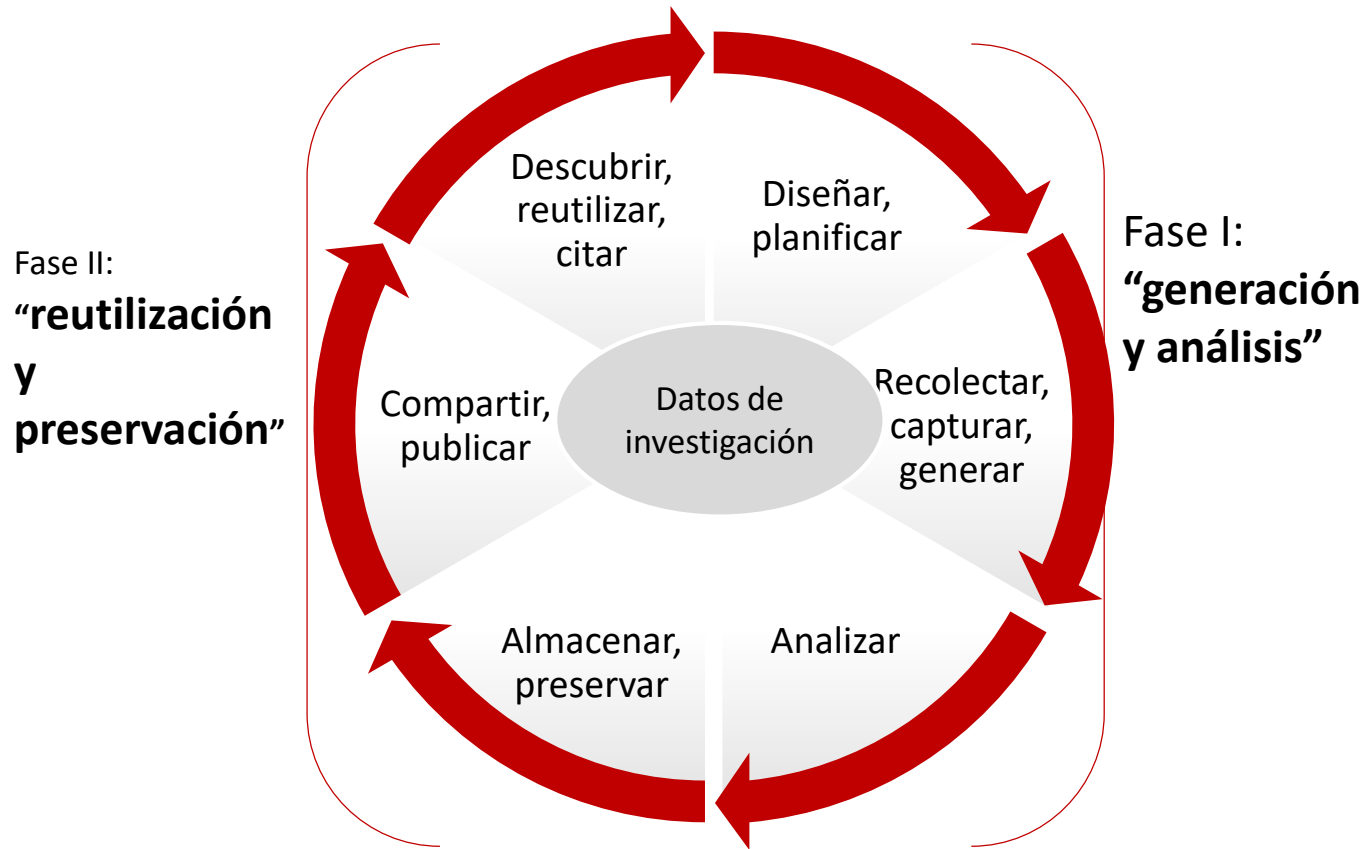 Descubrir,
reutilizar,
citar
Diseñar,
planificar
Fase I:
“generación
y análisis”
Fase II:
“reutilización
y
preservación”
Compartir,
publicar
Datos de
investigación
Recolectar,
capturar,
generar
Almacenar,
preservar
Analizar